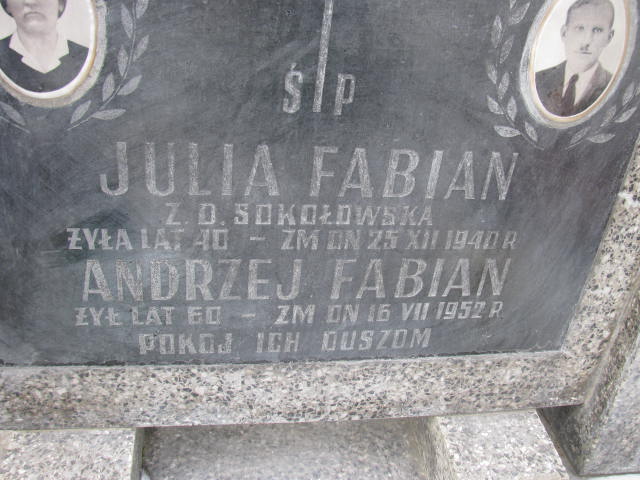 Ś P
JULIA FABIAN
Z. D. SOKOŁOWSKA
ŻYŁA LAT 40 - ZM DN 25 XII 1940 R
ANDRZEJ FABIAN
ŻYŁ LAT 60 - ZM DN 16 VII 1952 R.
POKÓJ ICH DUSZOM